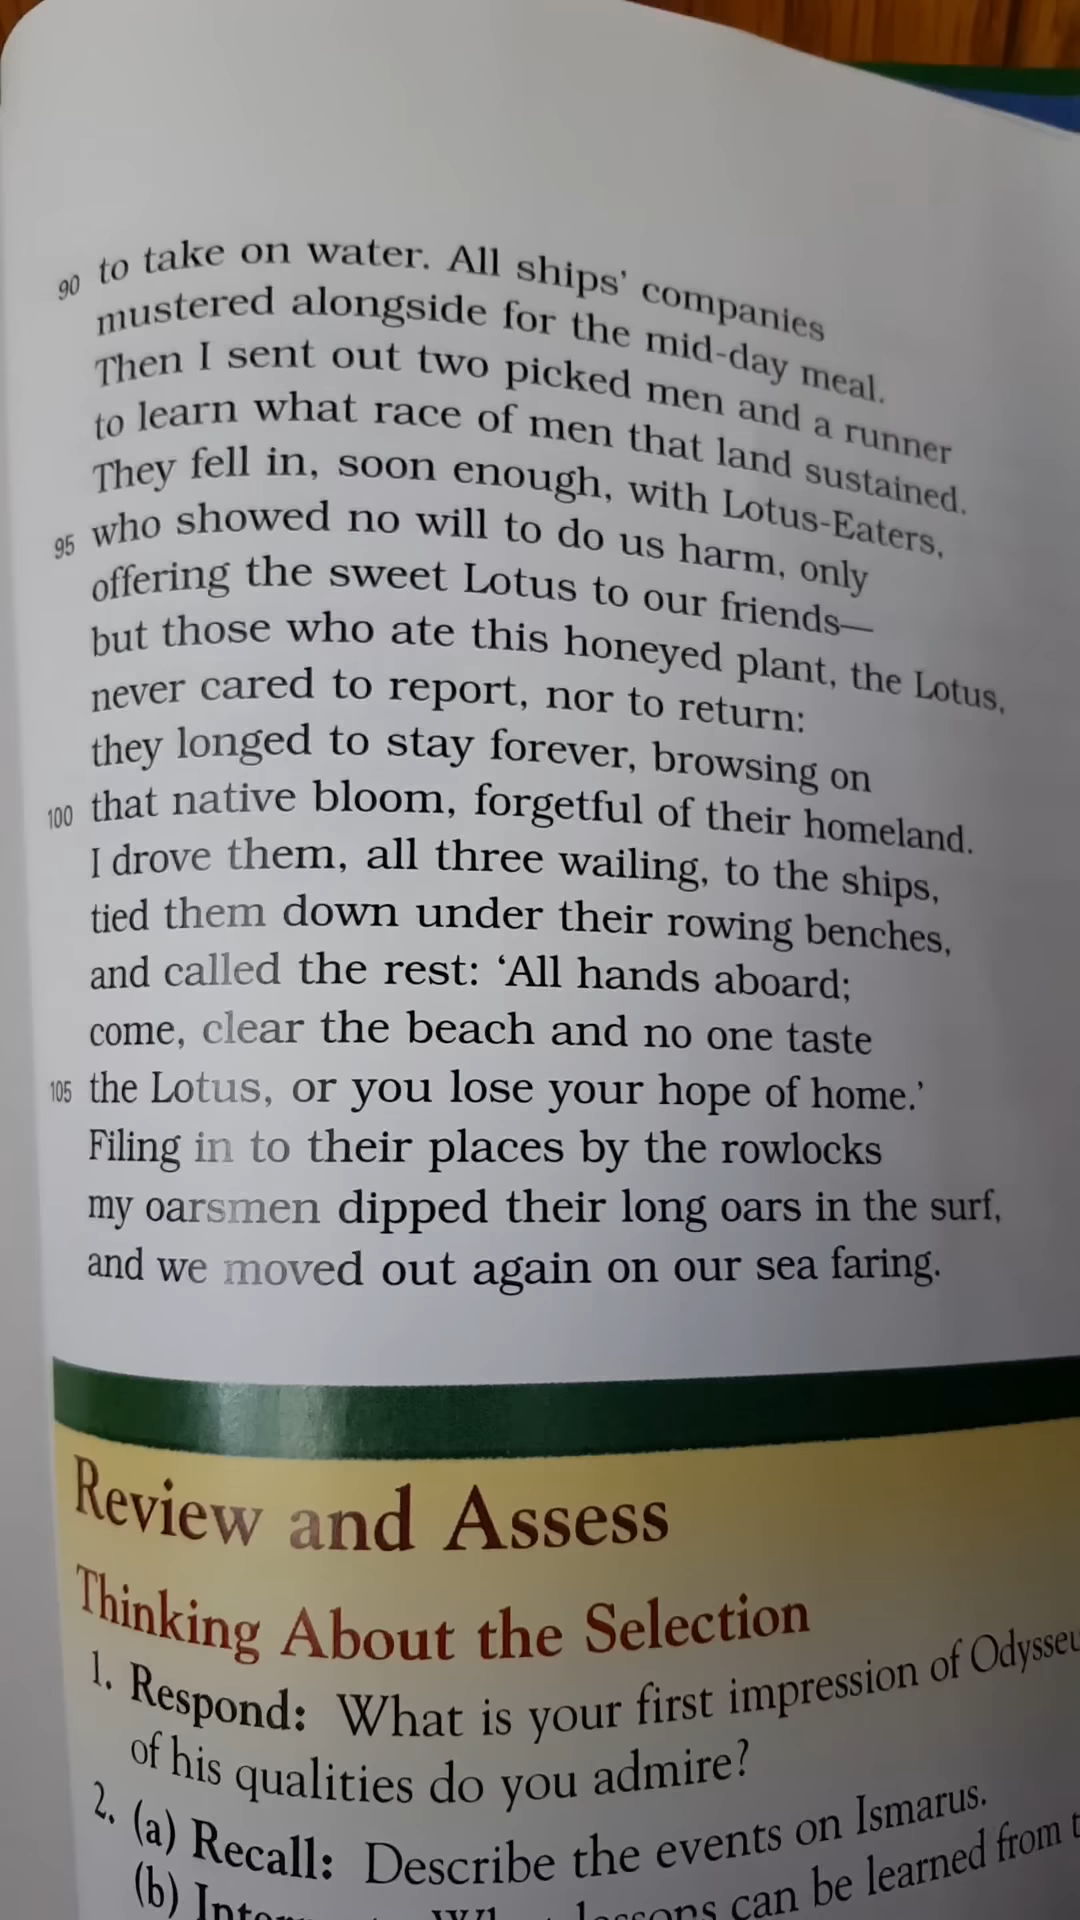 90 to take on water. All ships' companies
mustered alongside for the mid-day meal.
Then I sent out two picked men and a runner
to learn what race of men that land sustained.
They fell in, soon enough, with Lotus-Eaters,
95 who showed no will to do us harm, only
offering the sweet Lotus to our friends—
but those who ate this honeyed plant, the Lotus,
never cared to report, nor to return:
they longed to stay forever, browsing on
100 that native bloom, forgetful of their homeland.
I drove them, all three wailing, to the ships,
tied them down under their rowing benches,
and called the rest: ‘All hands aboard;
come, clear the beach and no one taste
105 the Lotus, or you lose your hope of home.’
Filing in to their places by the rowlocks
my oarsmen dipped their long oars in the surf,
and we moved out again on our sea faring.
Review and Assess
Thinking About the Selection
1. Respond: What is your first impression of
of his qualities do you admire?
2. (a) Recall: Describe the events on Ismarus.
(b) lessons can be learned from